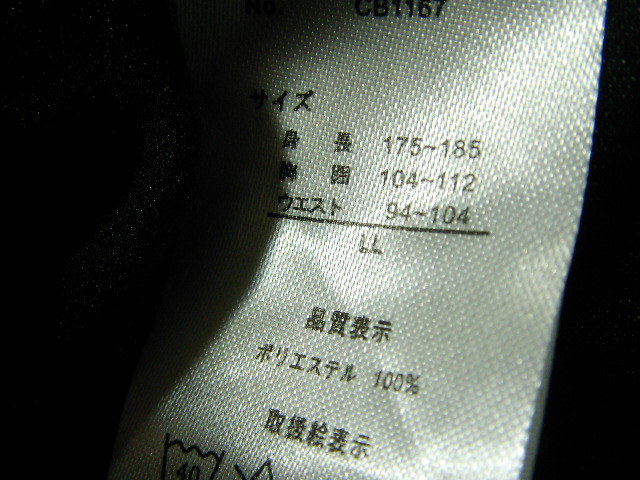 No. CB1167
サイズ
身 長 175~185
胸 囲 104~112
ウエスト 94~104
LL
品質表示
ポリエステル 100%
取扱絵表示
40